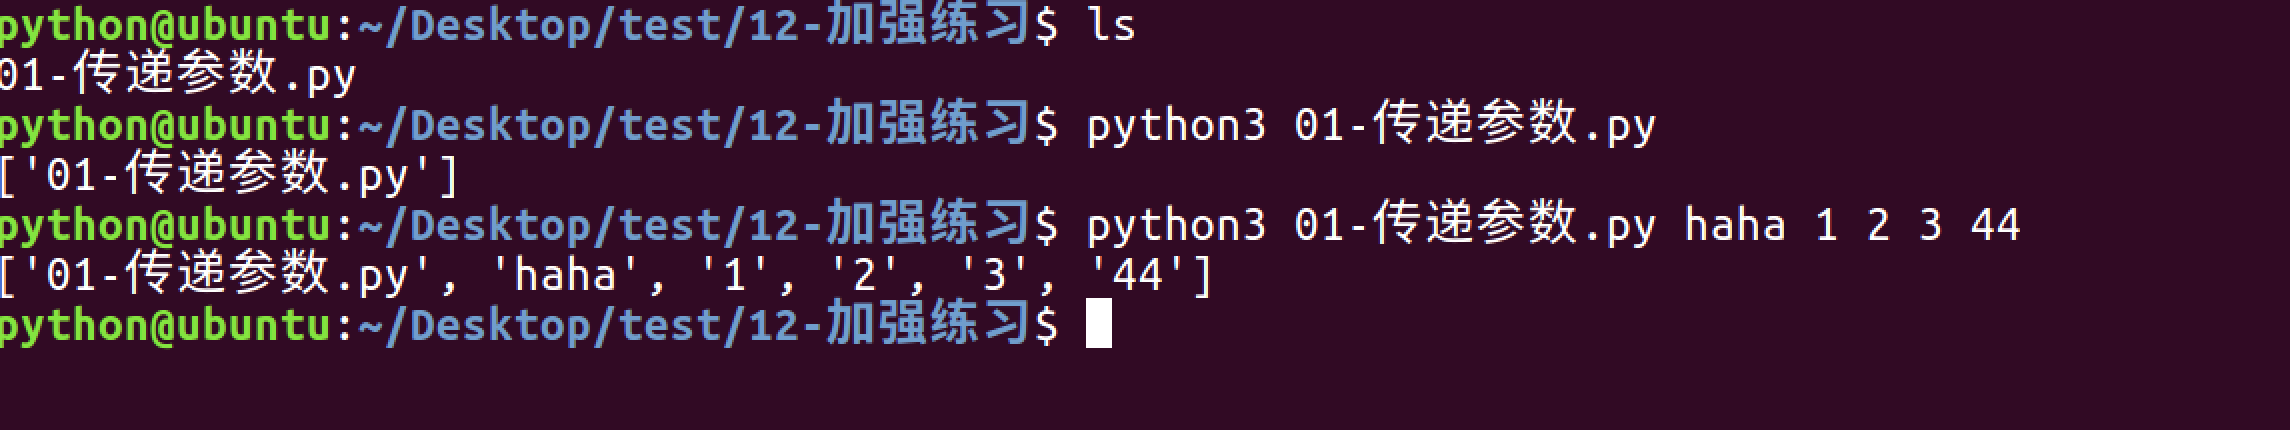 python@ubuntu:~/Desktop/test/12-加强练习$ ls
01-传递参数.py
python@ubuntu:~/Desktop/test/12-加强练习$ python3 01-传递参数.py
['01-传递参数.py']
python@ubuntu:~/Desktop/test/12-加强练习$ python3 01-传递参数.py haha 1 2 3 44
['01-传递参数.py', 'haha', '1', '2', '3', '44']
python@ubuntu:~/Desktop/test/12-加强练习$